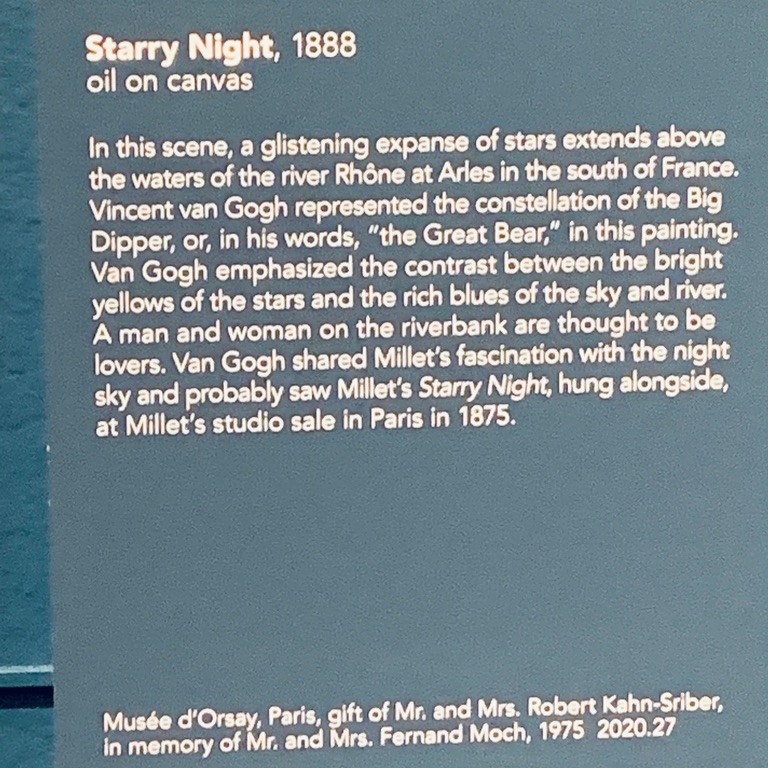 Starry Night, 1888
oil on canvas
In this scene, a glistening expanse of stars extends above
the waters of the river Rhône at Arles in the south of France.
Vincent van Gogh represented the constellation of the Big
Dipper, or, in his words, “the Great Bear,” in this painting.
Van Gogh emphasized the contrast between the bright
yellows of the stars and the rich blues of the sky and river.
A man and woman on the riverbank are thought to be
lovers. Van Gogh shared Millet’s fascination with the night
sky and probably saw Millet’s Starry Night, hung alongside,
at Millet’s studio sale in Paris in 1875.
Musée d’Orsay, Paris, gift of Mr. and Mrs. Robert Kahn-Sriber,
in memory of Mr. and Mrs. Fernand Moch, 1975 2020.27